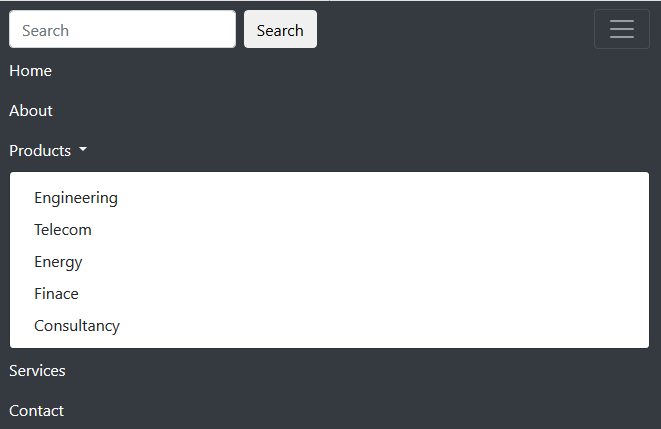 Search Search
Home
About
Products
Engineering
Telecom
Energy
Finace
Consultancy
Services
Contact